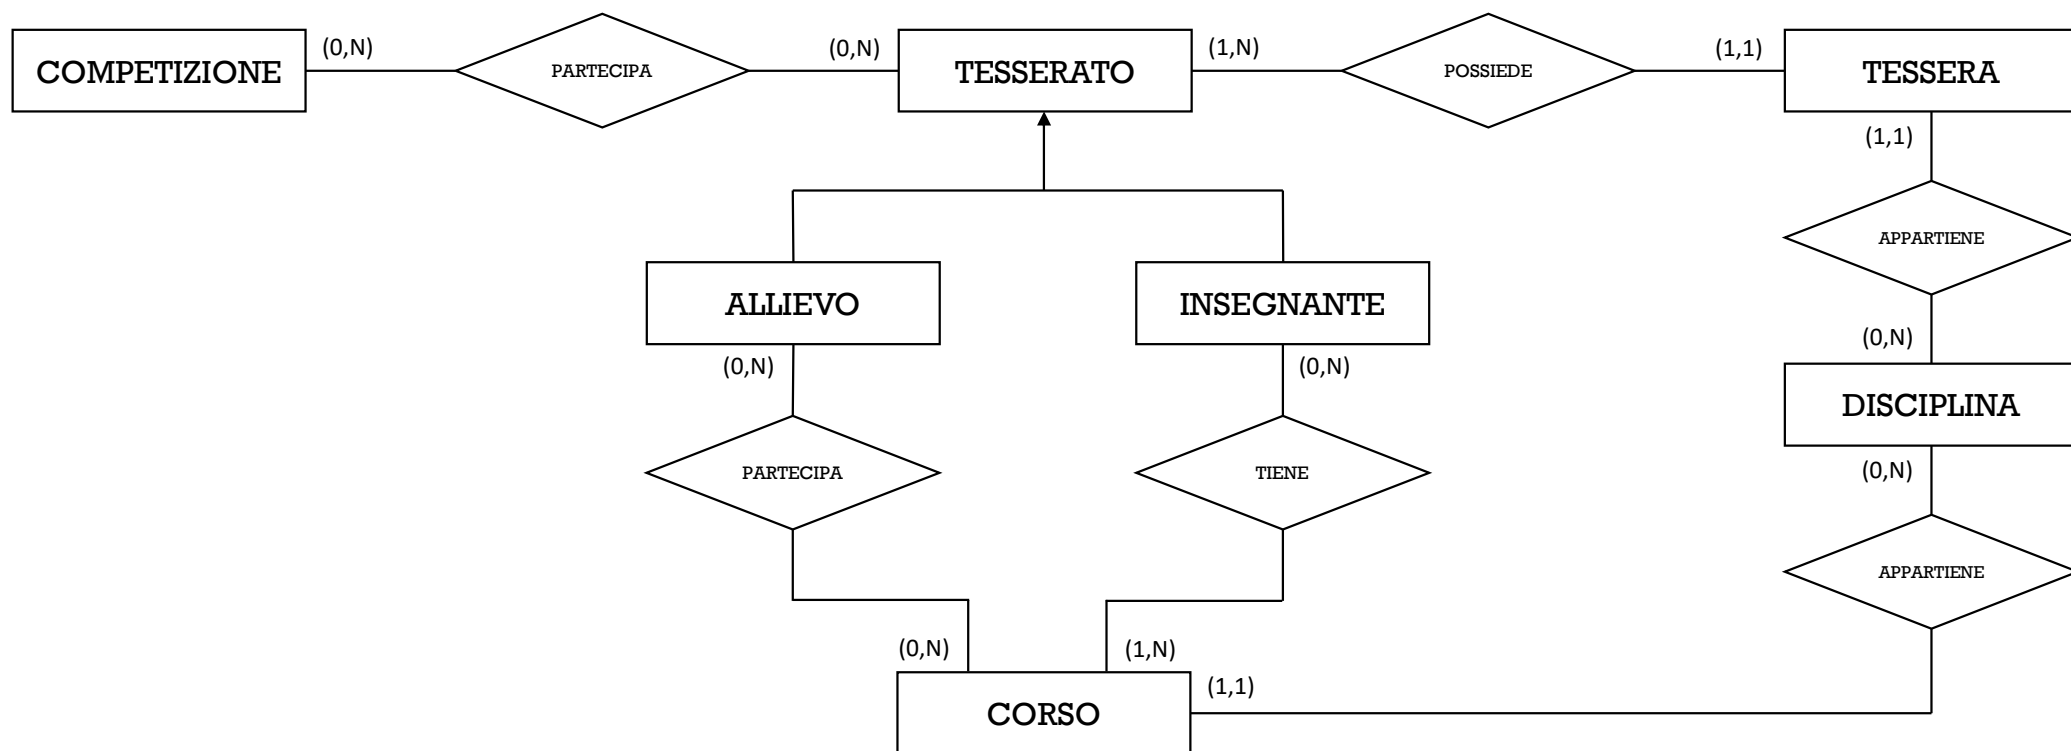 (0,N)
(0,N)
(1,N)
(1,1)
COMPETIZIONE
PARTECIPA
TESSERATO
POSSIEDE
TESSERA
(1,1)
APPARTIENE
ALLIEVO
INSEGNANTE
(0,N)
(0,N)
(0,N)
DISCIPLINA
PARTECIPA
TIENE
(0,N)
APPARTIENE
(0,N)
(1,N)
(1,1)
CORSO